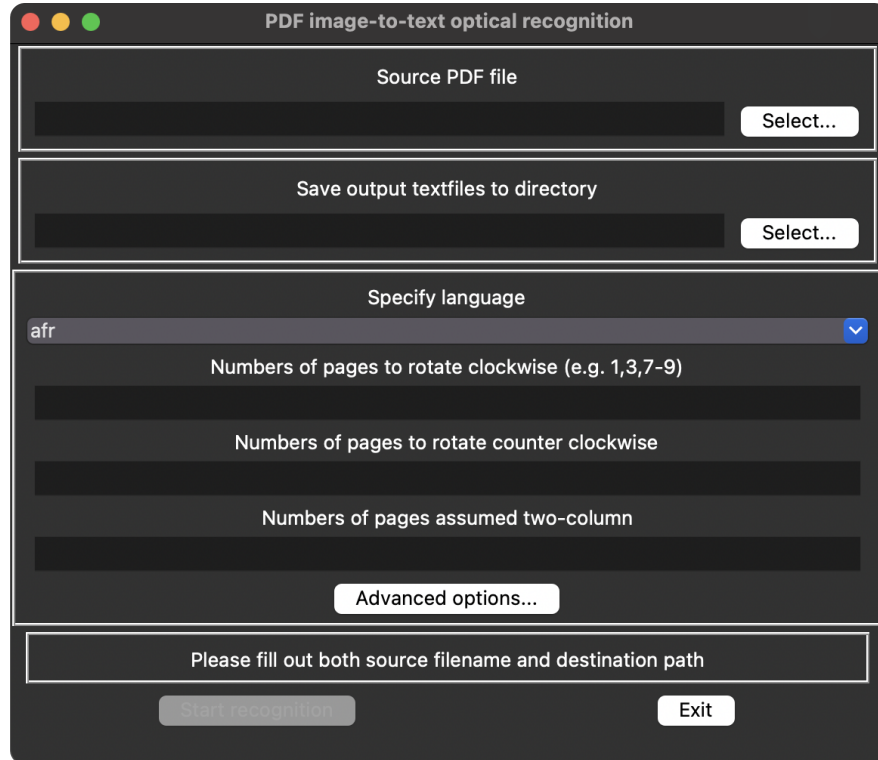 PDF image-to-text optical recognition
Source PDF file
Select...
Save output textfiles to directory
Select...
Specify language
afr
Numbers of pages to rotate clockwise (e.g. 1,3,7-9)
Numbers of pages to rotate counter clockwise
Numbers of pages assumed two-column
Advanced options...
Please fill out both source filename and destination path
Start recognition Exit